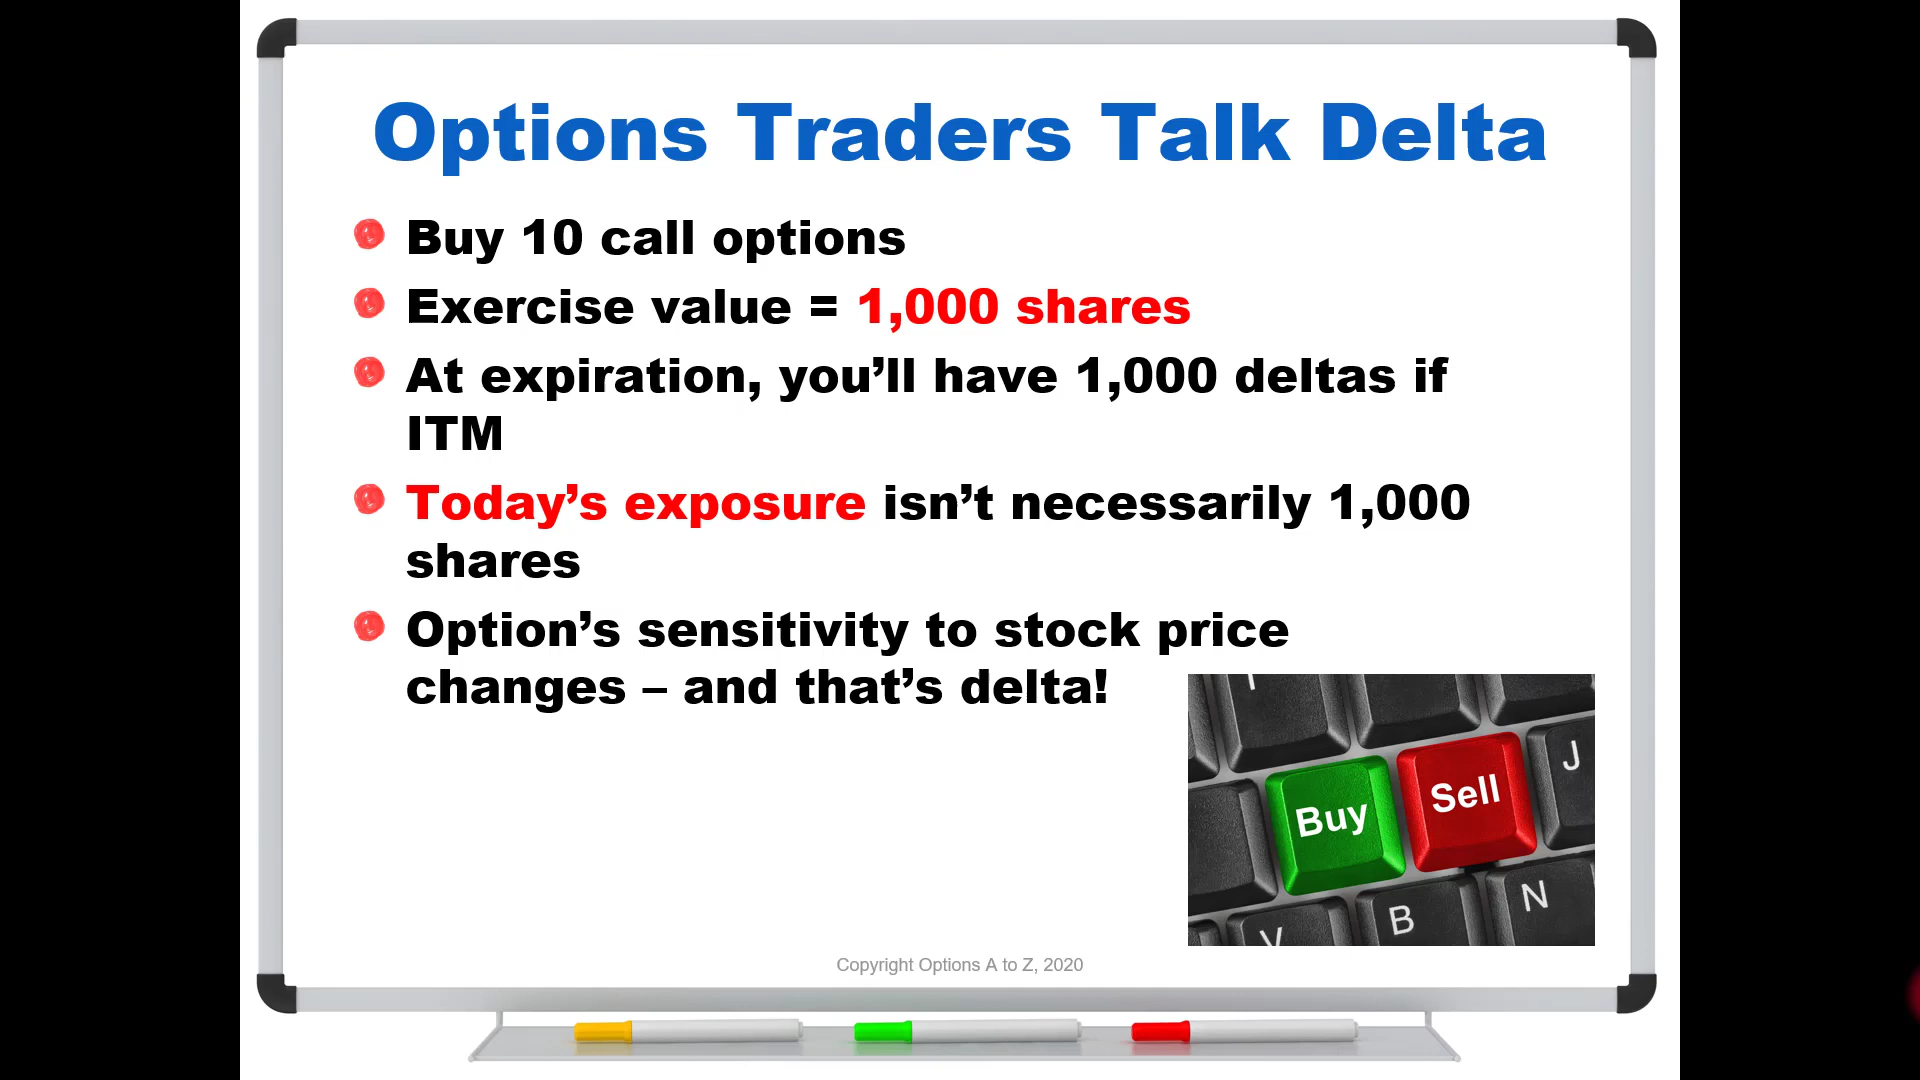 Options Traders Talk Delta
Buy 10 call options
Exercise value = 1,000 shares
At expiration, you’ll have 1,000 deltas if
ITM
Today’s exposure isn’t necessarily 1,000
shares
Option’s sensitivity to stock price
changes – and that’s delta!
Buy
Sell
J
V
B
N
Copyright Options A to Z, 2020